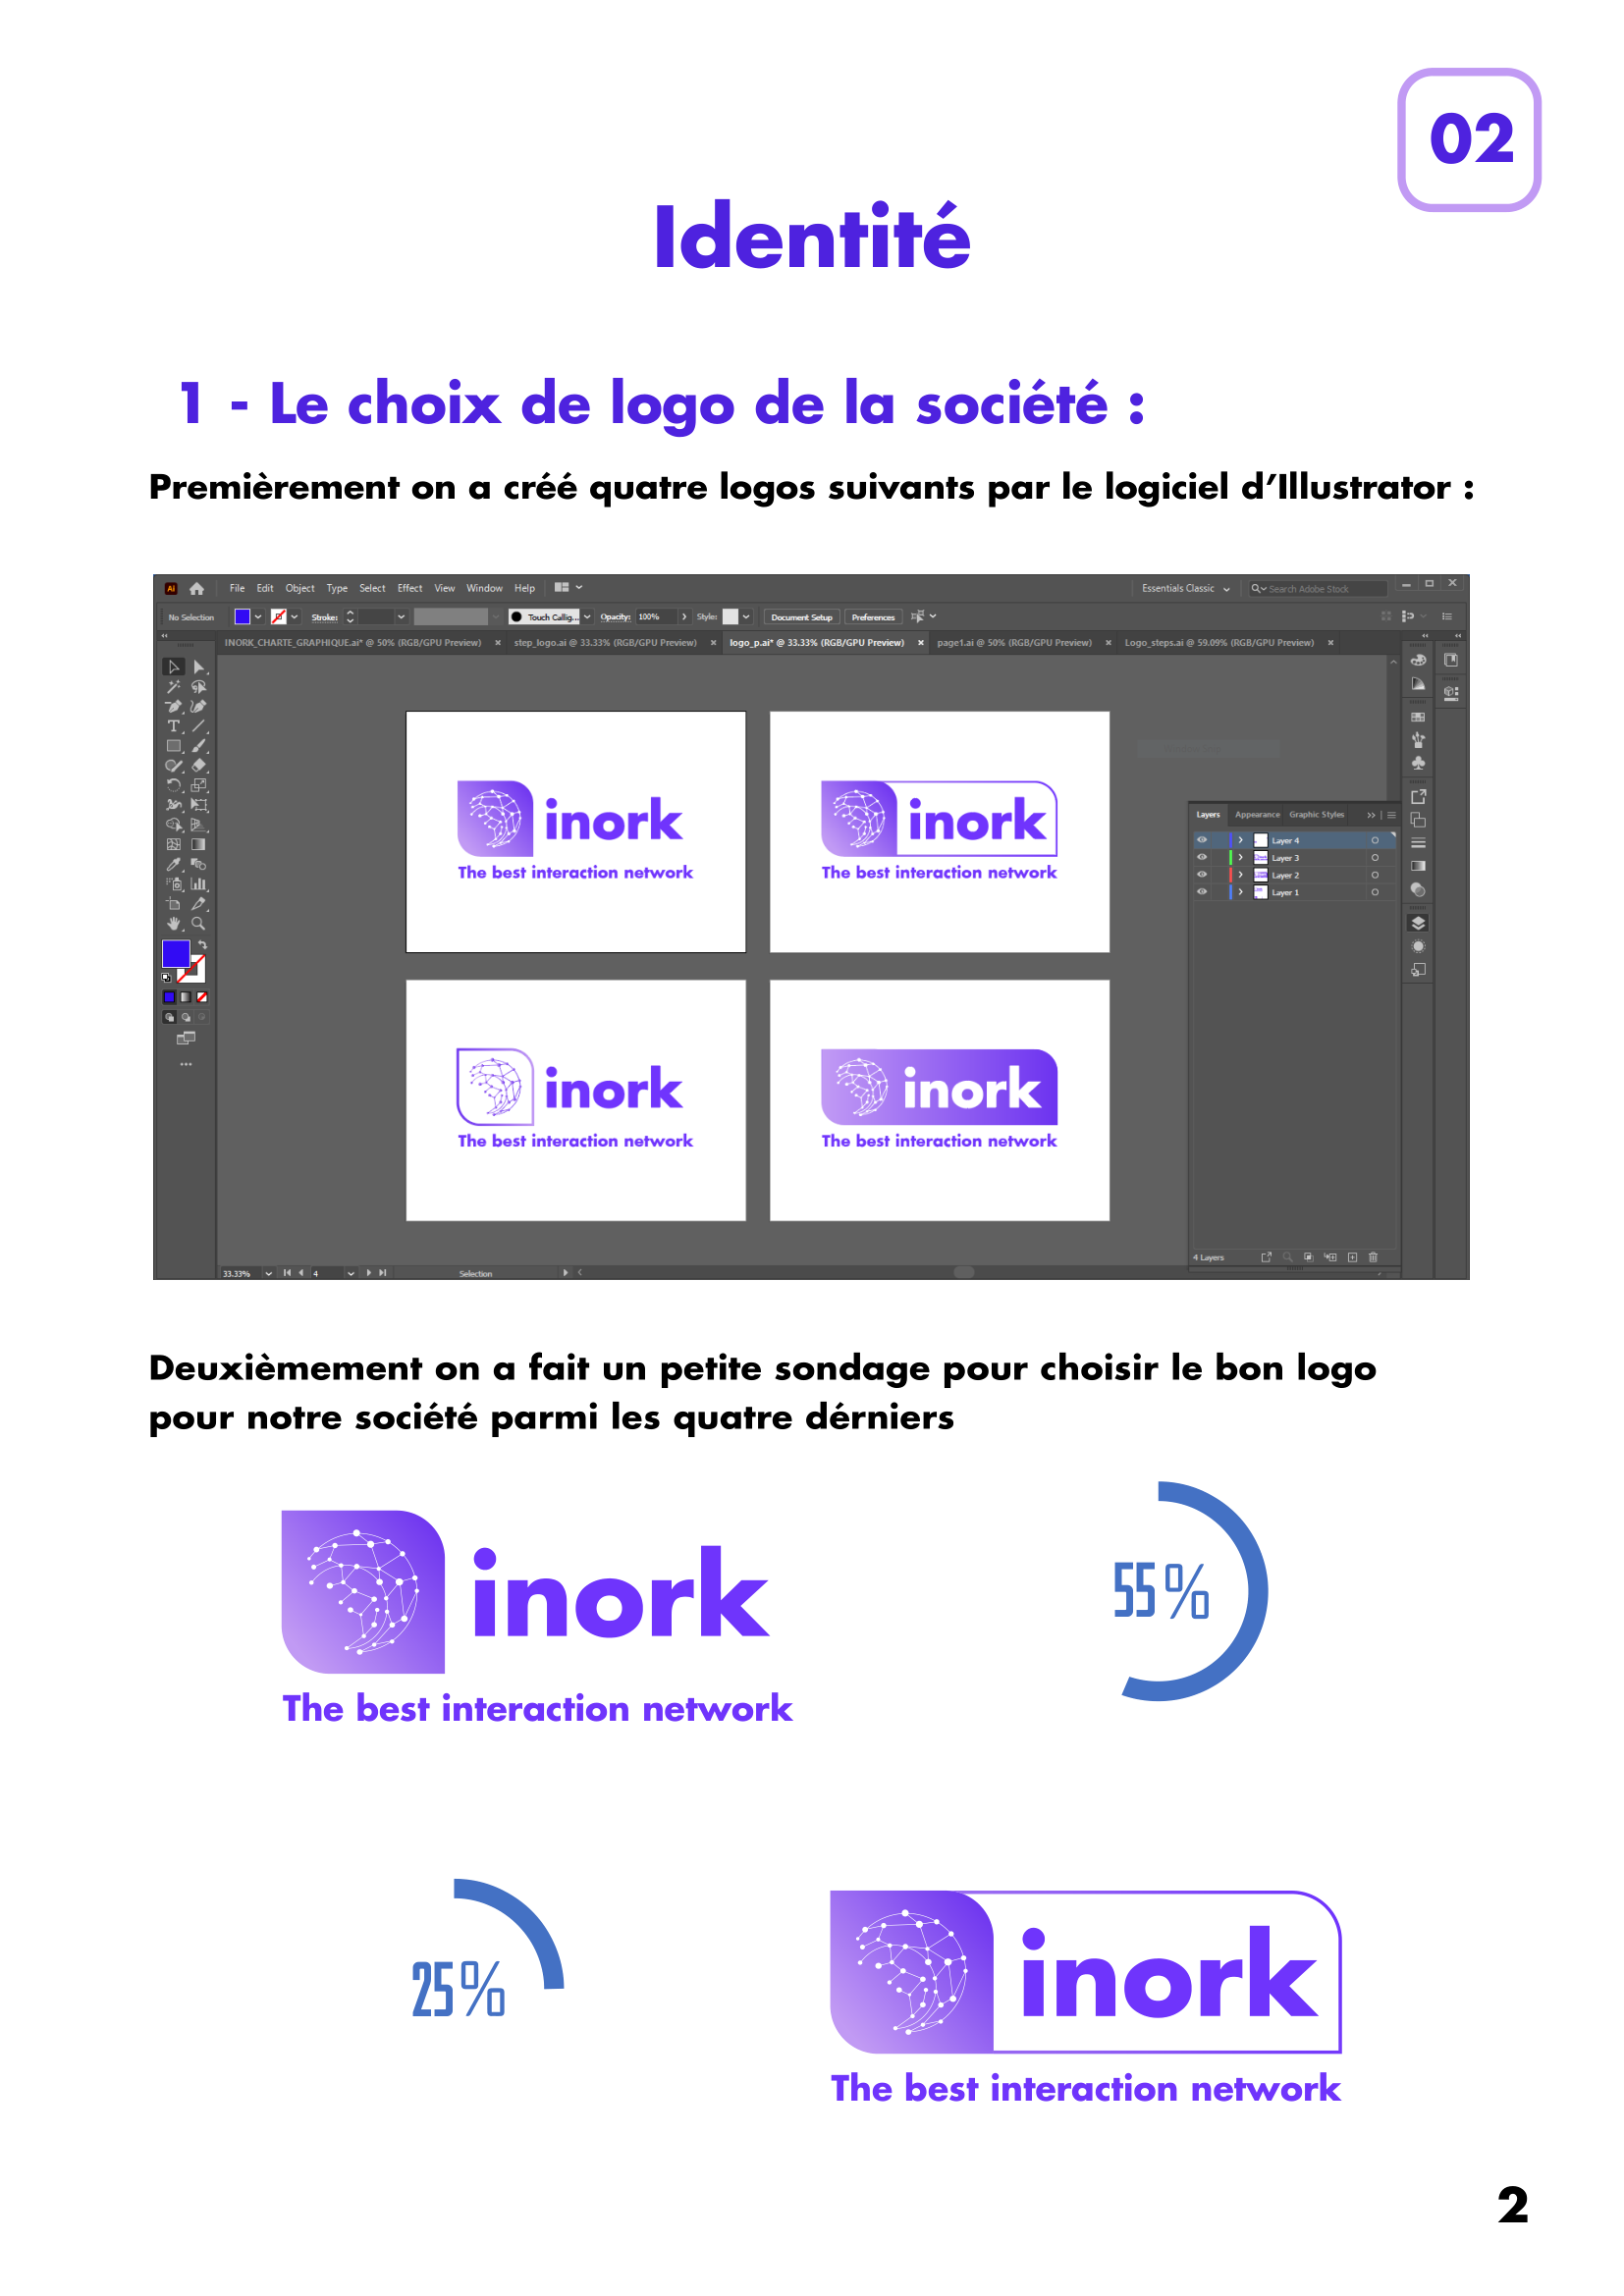 02
Identité
1 - Le choix de logo de la société :
Premièrement on a créé quatre logos suivants par le logiciel d’Illustrator :
Ai File Edit Object Type Select Effect View Window Help Essentials Classic Search Adobe Stock
No Selection Stroke: Touch Callig... Opacity: 100% Style: Document Setup Preferences
INORK_CHARTE_GRAPHIQUE.ai* @ 50% (RGB/GPU Preview) × step_logo.ai @ 33.33% (RGB/GPU Preview) × logo_p.ai* @ 33.33% (RGB/GPU Preview) × page1.ai @ 50% (RGB/GPU Preview) × Logo_steps.ai @ 59.09% (RGB/GPU Preview) ×
inork
The best interaction network
inork
The best interaction network
inork
The best interaction network
inork
The best interaction network
Layers Appearance Graphic Styles
Layer 4
Layer 3
Layer 2
Layer 1
4 Layers
33.33% 4 Selection
Deuxièmement on a fait un petite sondage pour choisir le bon logo
pour notre société parmi les quatre dérniers
inork
The best interaction network
55%
25%
inork
The best interaction network
2